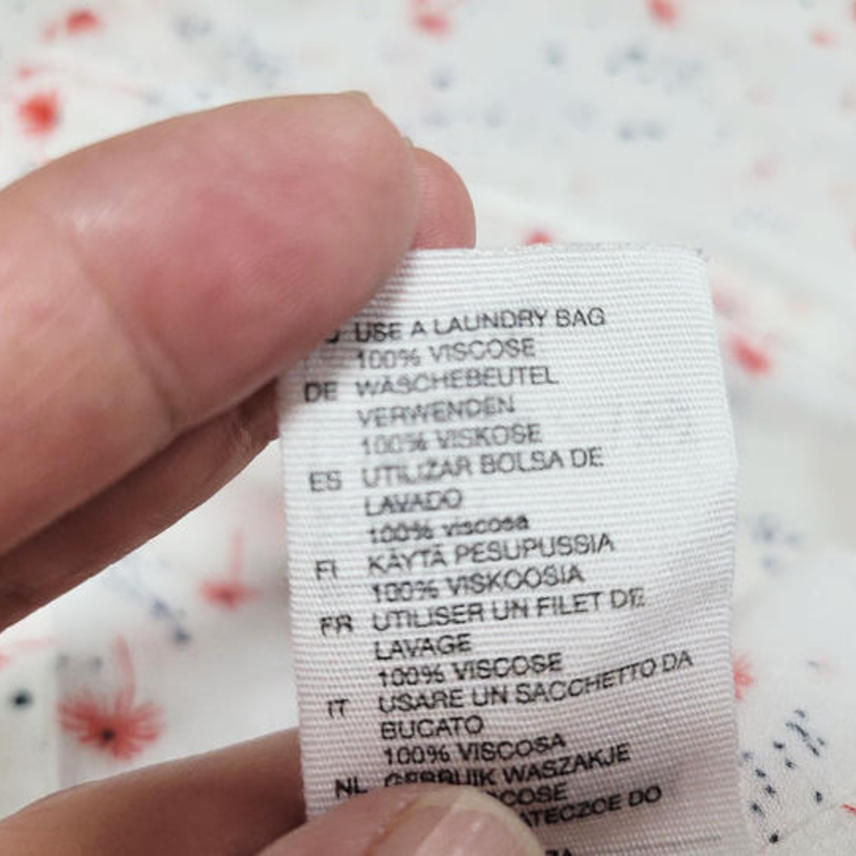 USE A LAUNDRY BAG
100% VISCOSE
DE WÄSCHEBEUTEL
VERWENDEN
100% VISKOSE
ES UTILIZAR BOLSA DE
LAVADO
100% viscosa
FI KÄYTÄ PESUPUSSIA
100% VISKOOSIA
FR UTILISER UN FILET DE
LAVAGE
100% VISCOSE
IT USARE UN SACCHETTO DA
BUCATO
100% VISCOSA
NL GEBRUIK WASZAKJE